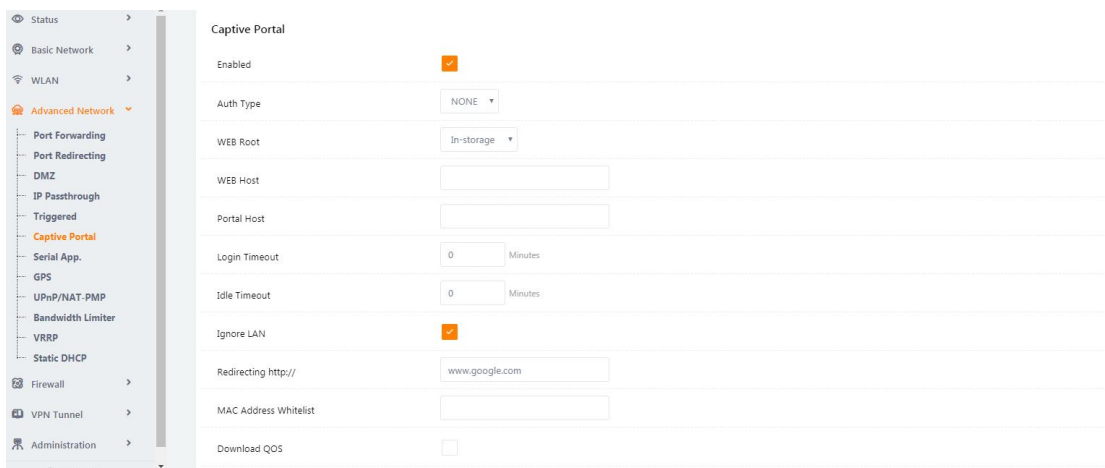 Status
Basic Network
WLAN
Advanced Network
Port Forwarding
Port Redirecting
DMZ
IP Passthrough
Triggered
Captive Portal
Serial App.
GPS
UPnP/NAT-PMP
Bandwidth Limiter
VRRP
Static DHCP
Firewall
VPN Tunnel
Administration
Captive Portal
Enabled
Auth Type NONE
WEB Root In-storage
WEB Host
Portal Host
Login Timeout 0 Minutes
Idle Timeout 0 Minutes
Ignore LAN
Redirecting http:// www.google.com
MAC Address Whitelist
Download QOS